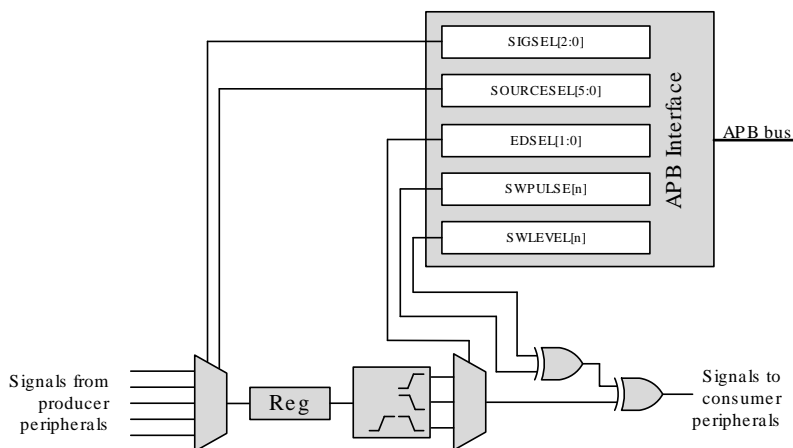 SIGSEL[2:0]
SOURCESEL[5:0]
EDSEL[1:0]
SWPULSE[n]
SWLEVEL[n]
APB Interface
APB bus
Signals from
producer
peripherals
Reg
Signals to
consumer
peripherals